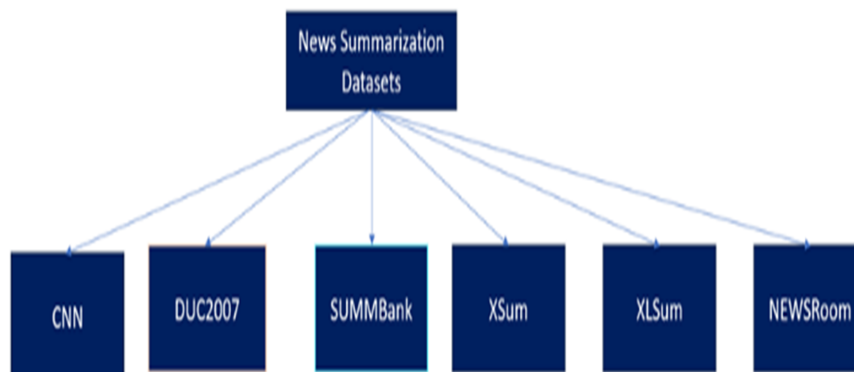 News Summarization
Datasets
CNN
DUC2007
SUMMBank
XSum
XLSum
NEWSRoom